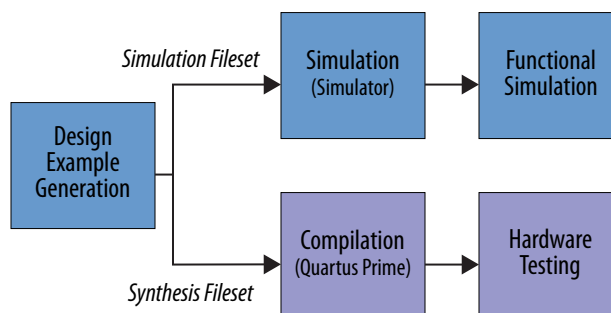 Simulation Fileset
Simulation
(Simulator)
Functional
Simulation
Design
Example
Generation
Compilation
(Quartus Prime)
Hardware
Testing
Synthesis Fileset